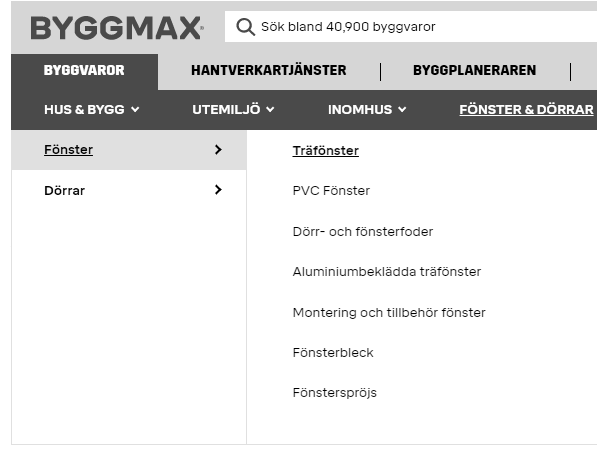 BYGGMAX®
Sök bland 40,900 byggvaror
BYGGVAROR
HANTVERKARTJÄNSTER
BYGGPLANERAREN
HUS & BYGG
UTEMILJÖ
INOMHUS
FÖNSTER & DÖRRAR
Fönster
Dörrar
Träfönster
PVC Fönster
Dörr- och fönsterfoder
Aluminiumbeklädda träfönster
Montering och tillbehör fönster
Fönsterbleck
Fönsterspröjs